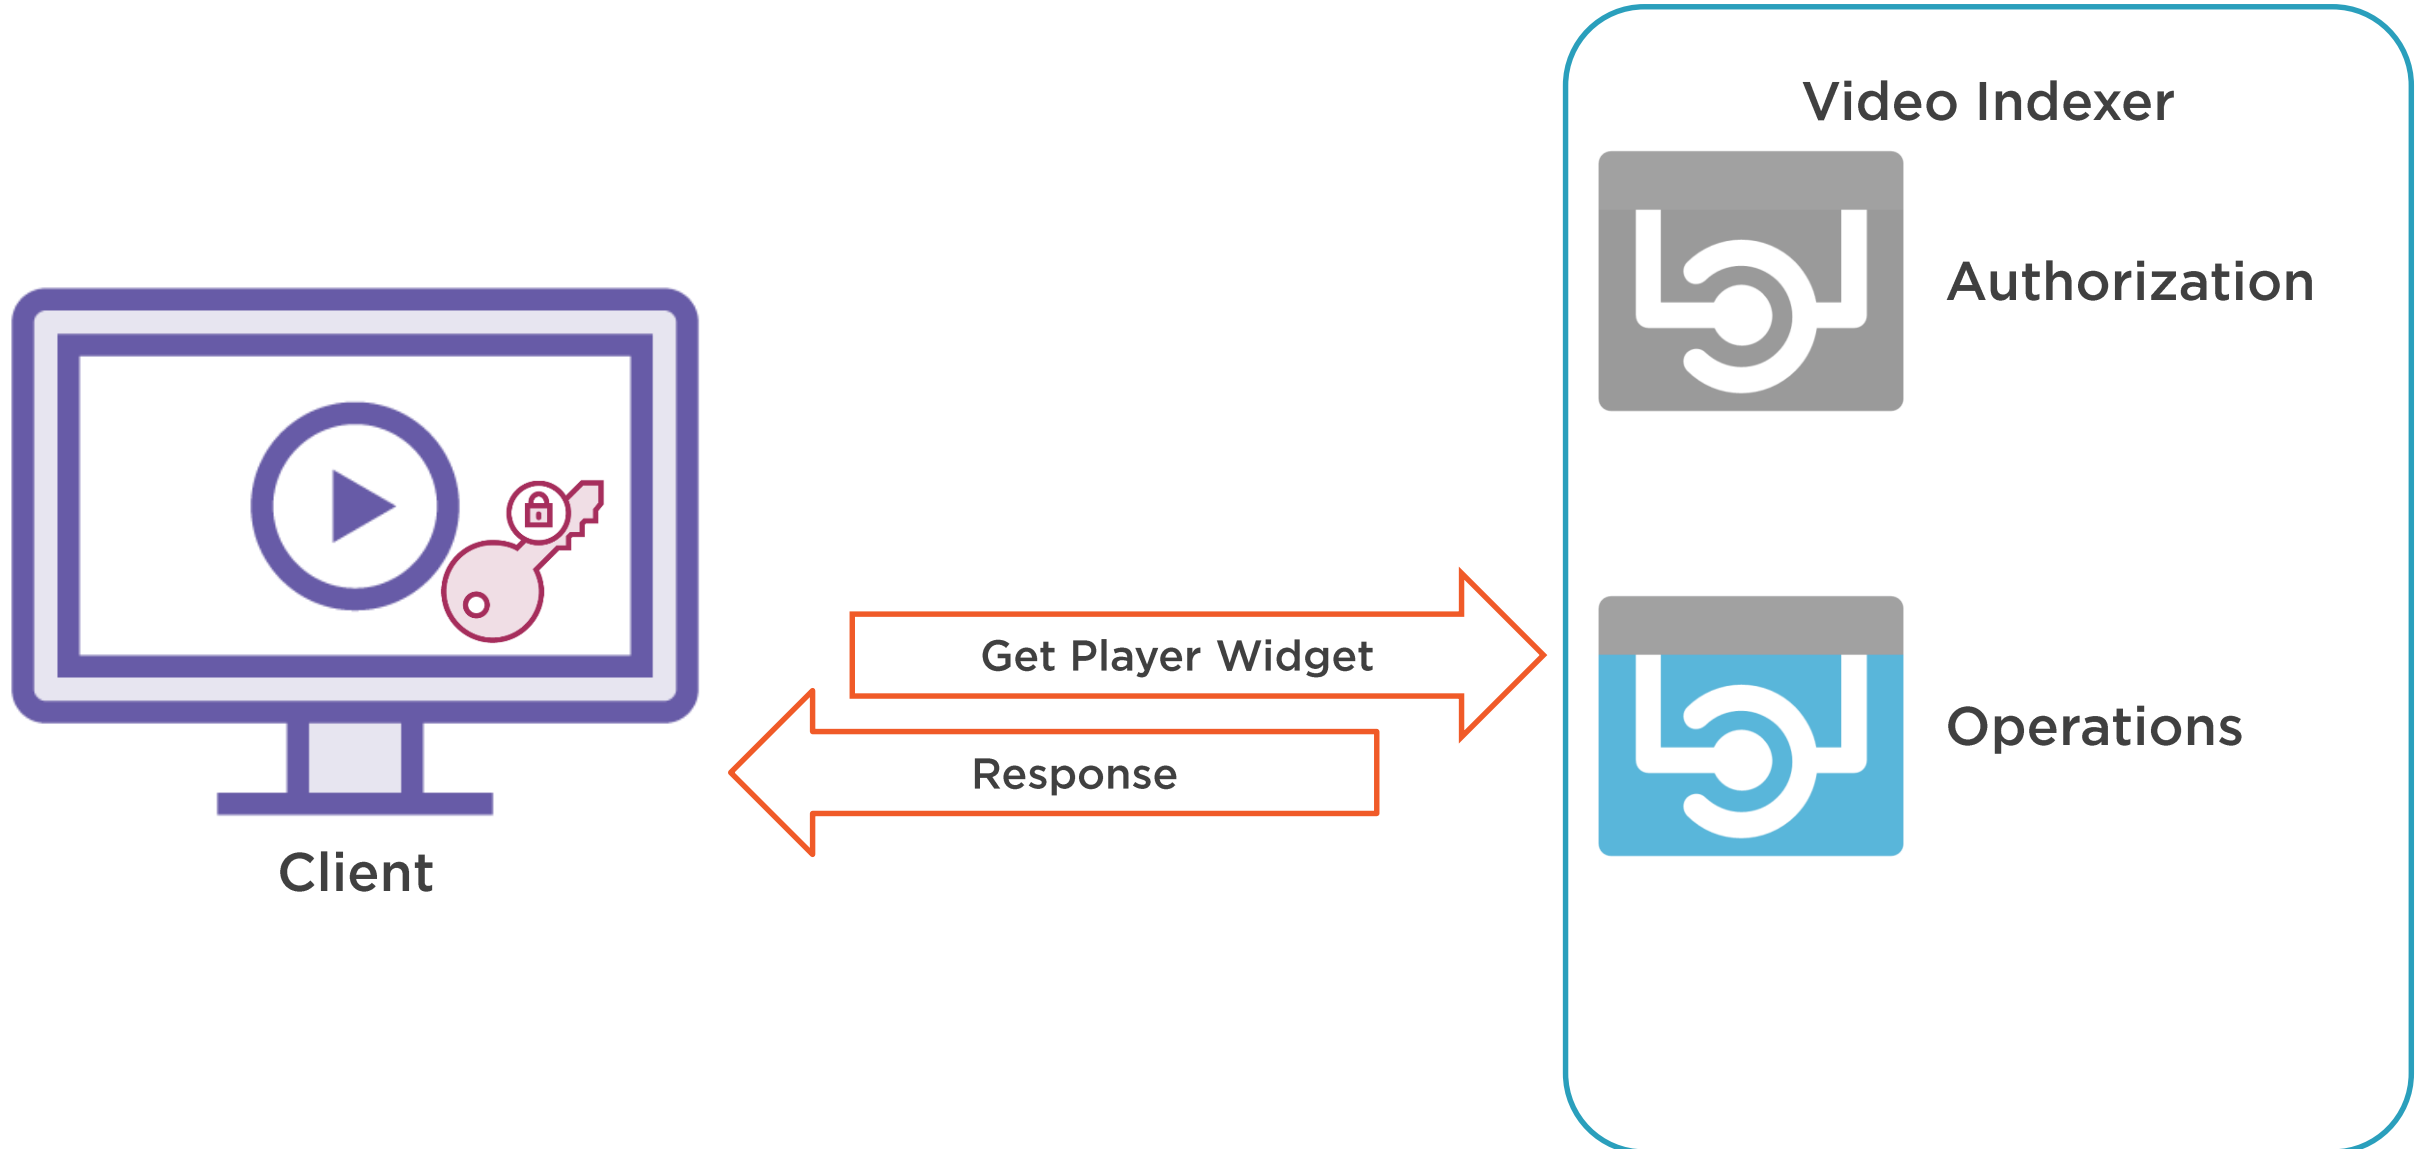 Video Indexer
Authorization
Get Player Widget
Operations
Response
Client